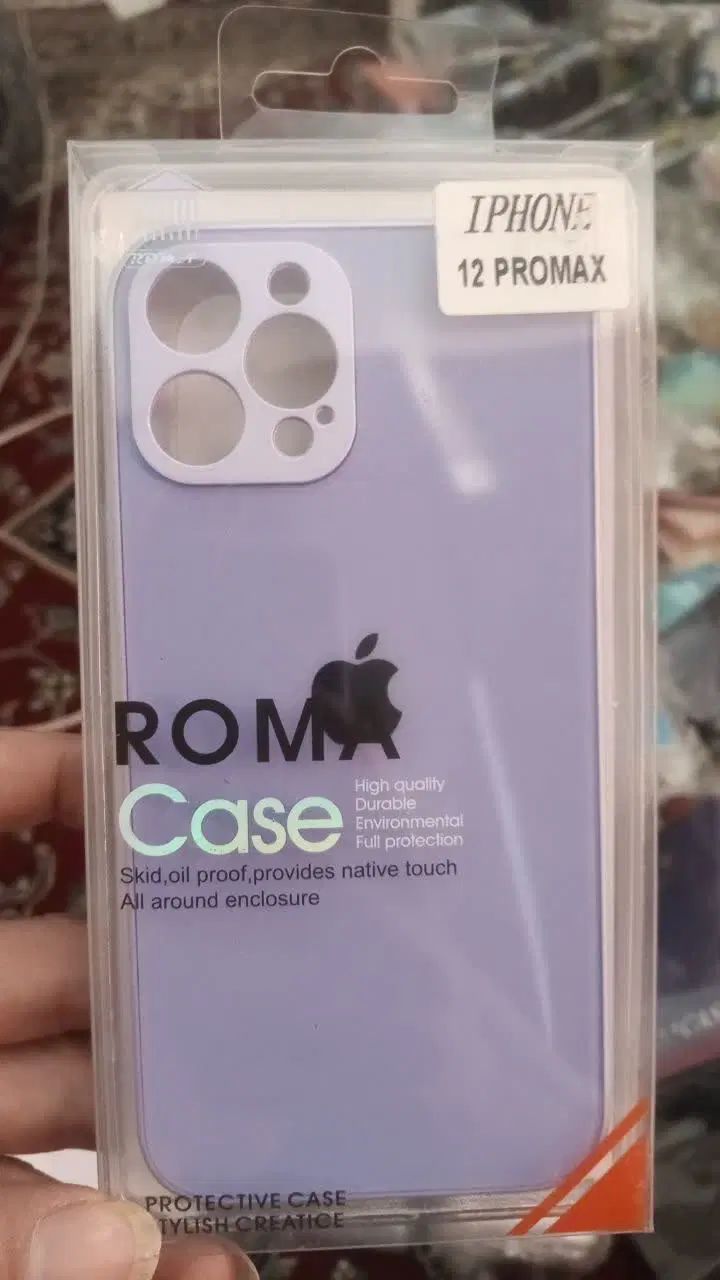 IPHONE
12 PROMAX
ROMA
Case
High quality
Durable
Environmental
Full protection
Skid,oil proof,provides native touch
All around enclosure
PROTECTIVE CASE
TYLISH CREATICE